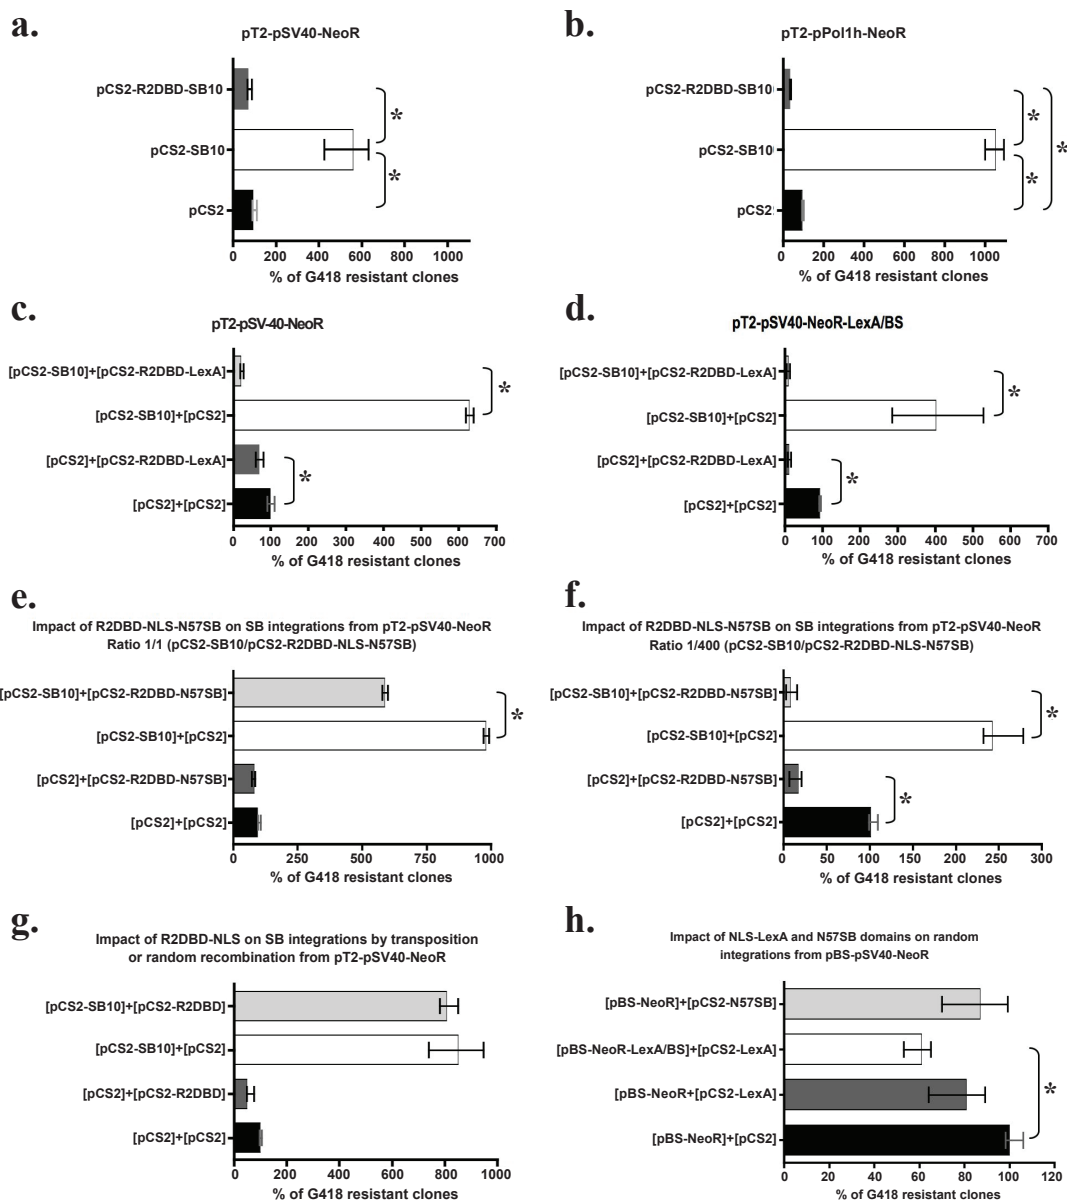 a.
pT2-pSV40-NeoR
pCS2-R2DBD-SB10
pCS2-SB10
pCS2
*
*
0 200 400 600 800 1000
% of G418 resistant clones
b.
pT2-pPol1h-NeoR
pCS2-R2DBD-SB10
pCS2-SB10
pCS2
*
*
*
0 200 400 600 800 1000
% of G418 resistant clones
c.
pT2-pSV-40-NeoR
[pCS2-SB10]+[pCS2-R2DBD-LexA]
[pCS2-SB10]+[pCS2]
[pCS2]+[pCS2-R2DBD-LexA]
[pCS2]+[pCS2]
*
*
0 100 200 300 400 500 600 700
% of G418 resistant clones
d.
pT2-pSV40-NeoR-LexA/BS
[pCS2-SB10]+[pCS2-R2DBD-LexA]
[pCS2-SB10]+[pCS2]
[pCS2]+[pCS2-R2DBD-LexA]
[pCS2]+[pCS2]
*
*
0 100 200 300 400 500 600 700
% of G418 resistant clones
e.
Impact of R2DBD-NLS-N57SB on SB integrations from pT2-pSV40-NeoR
Ratio 1/1 (pCS2-SB10/pCS2-R2DBD-NLS-N57SB)
[pCS2-SB10]+[pCS2-R2DBD-N57SB]
[pCS2-SB10]+[pCS2]
[pCS2]+[pCS2-R2DBD-N57SB]
[pCS2]+[pCS2]
*
0 250 500 750 1000
% of G418 resistant clones
f.
Impact of R2DBD-NLS-N57SB on SB integrations from pT2-pSV40-NeoR
Ratio 1/400 (pCS2-SB10/pCS2-R2DBD-NLS-N57SB)
[pCS2-SB10]+[pCS2-R2DBD-N57SB]
[pCS2-SB10]+[pCS2]
[pCS2]+[pCS2-R2DBD-N57SB]
[pCS2]+[pCS2]
*
*
0 50 100 150 200 250 300
% of G418 resistant clones
g.
Impact of R2DBD-NLS on SB integrations by transposition
or random recombination from pT2-pSV40-NeoR
[pCS2-SB10]+[pCS2-R2DBD]
[pCS2-SB10]+[pCS2]
[pCS2]+[pCS2-R2DBD]
[pCS2]+[pCS2]
0 200 400 600 800 1000
% of G418 resistant clones
h.
Impact of NLS-LexA and N57SB domains on random
integrations from pBS-pSV40-NeoR
[pBS-NeoR]+[pCS2-N57SB]
[pBS-NeoR-LexA/BS]+[pCS2-LexA]
[pBS-NeoR+[pCS2-LexA]
[pBS-NeoR]+[pCS2]
*
0 20 40 60 80 100 120
% of G418 resistant clones